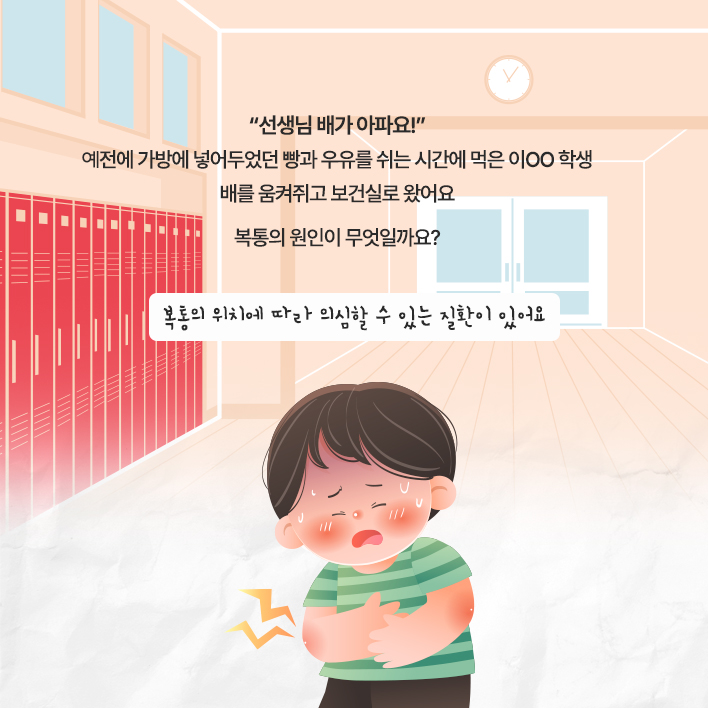 “선생님 배가 아파요!”
예전에 가방에 넣어두었던 빵과 우유를 쉬는 시간에 먹은 이OO 학생
배를 움켜쥐고 보건실로 왔어요
복통의 원인이 무엇일까요?
복통의 위치에 따라 의심할 수 있는 질환이 있어요